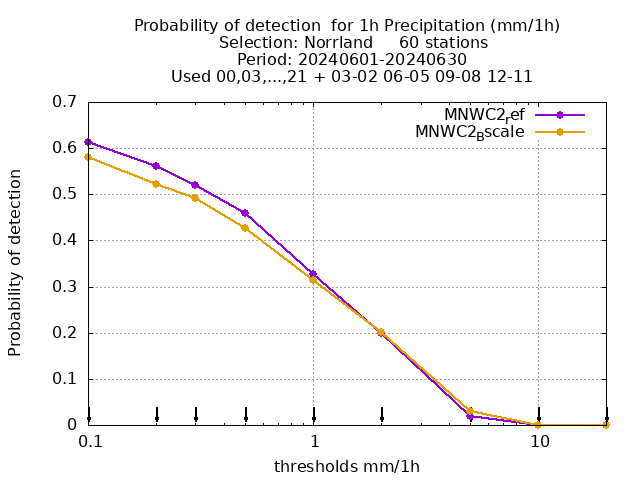 Probability of detection  for 1h Precipitation (mm/1h)
Selection: Norrland     60 stations
Period: 20240601-20240630
Used 00,03,...,21 + 03-02 06-05 09-08 12-11
MNWC2ref
MNWC2Bscale
0.7
0.6
0.5
0.4
0.3
0.2
0.1
0
Probability of detection
0.1
1
10
thresholds mm/1h